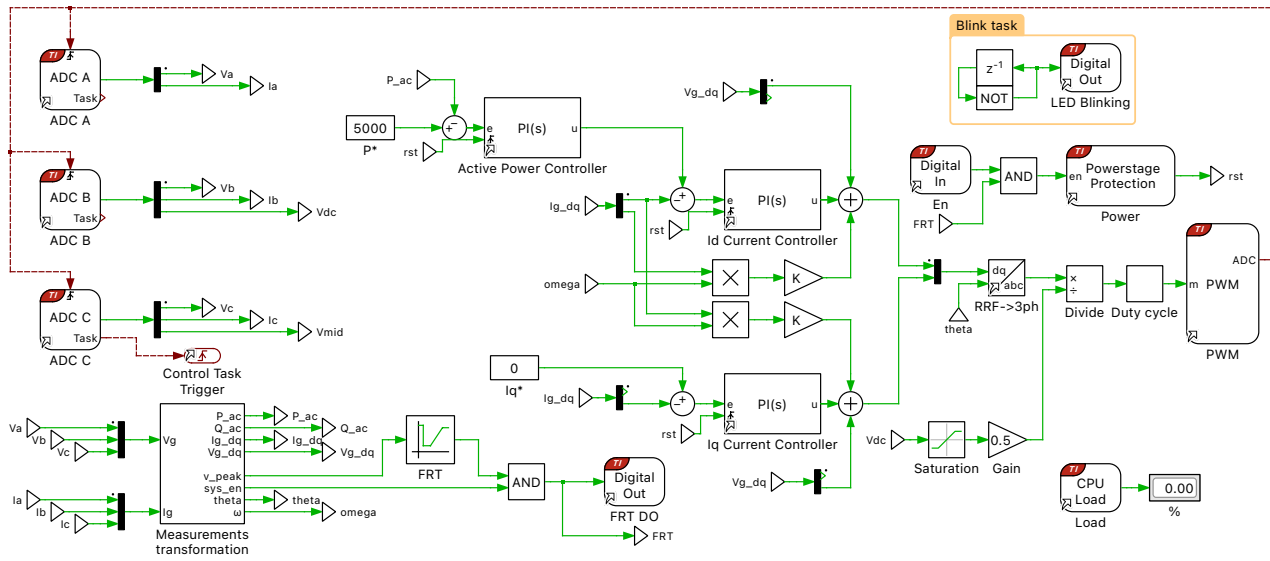 Blink task
TI
ADC A
Task
ADC A
Va
Ia
P_ac
5000
P*
rst
e
PI(s)
u
Active Power Controller
Vg_dq
z⁻¹
NOT
TI
Digital
Out
LED Blinking
TI
ADC B
Task
ADC B
Vb
Ib
Vdc
Ig_dq
rst
e
PI(s)
u
Id Current Controller
TI
Digital
In
En
FRT
AND
TI
en
Powerstage
Protection
Power
rst
TI
ADC C
Task
ADC C
Vc
Ic
Vmid
Control Task
Trigger
omega
×
K
×
K
dq
abc
RRF->3ph
theta
×
÷
Divide
Duty cycle
TI
ADC
m
PWM
PWM
0
Iq*
Ig_dq
rst
e
PI(s)
u
Iq Current Controller
Vg_dq
Vdc
Saturation
0.5
Gain
Va
Vb
Vc
Ia
Ib
Ic
Vg
Ig
P_ac
Q_ac
Ig_dq
Vg_dq
v_peak
sys_en
theta
ω
Measurements
transformation
P_ac
Q_ac
Ig_dq
Vg_dq
theta
omega
FRT
AND
TI
Digital
Out
FRT DO
FRT
TI
CPU
Load
Load
0.00
%